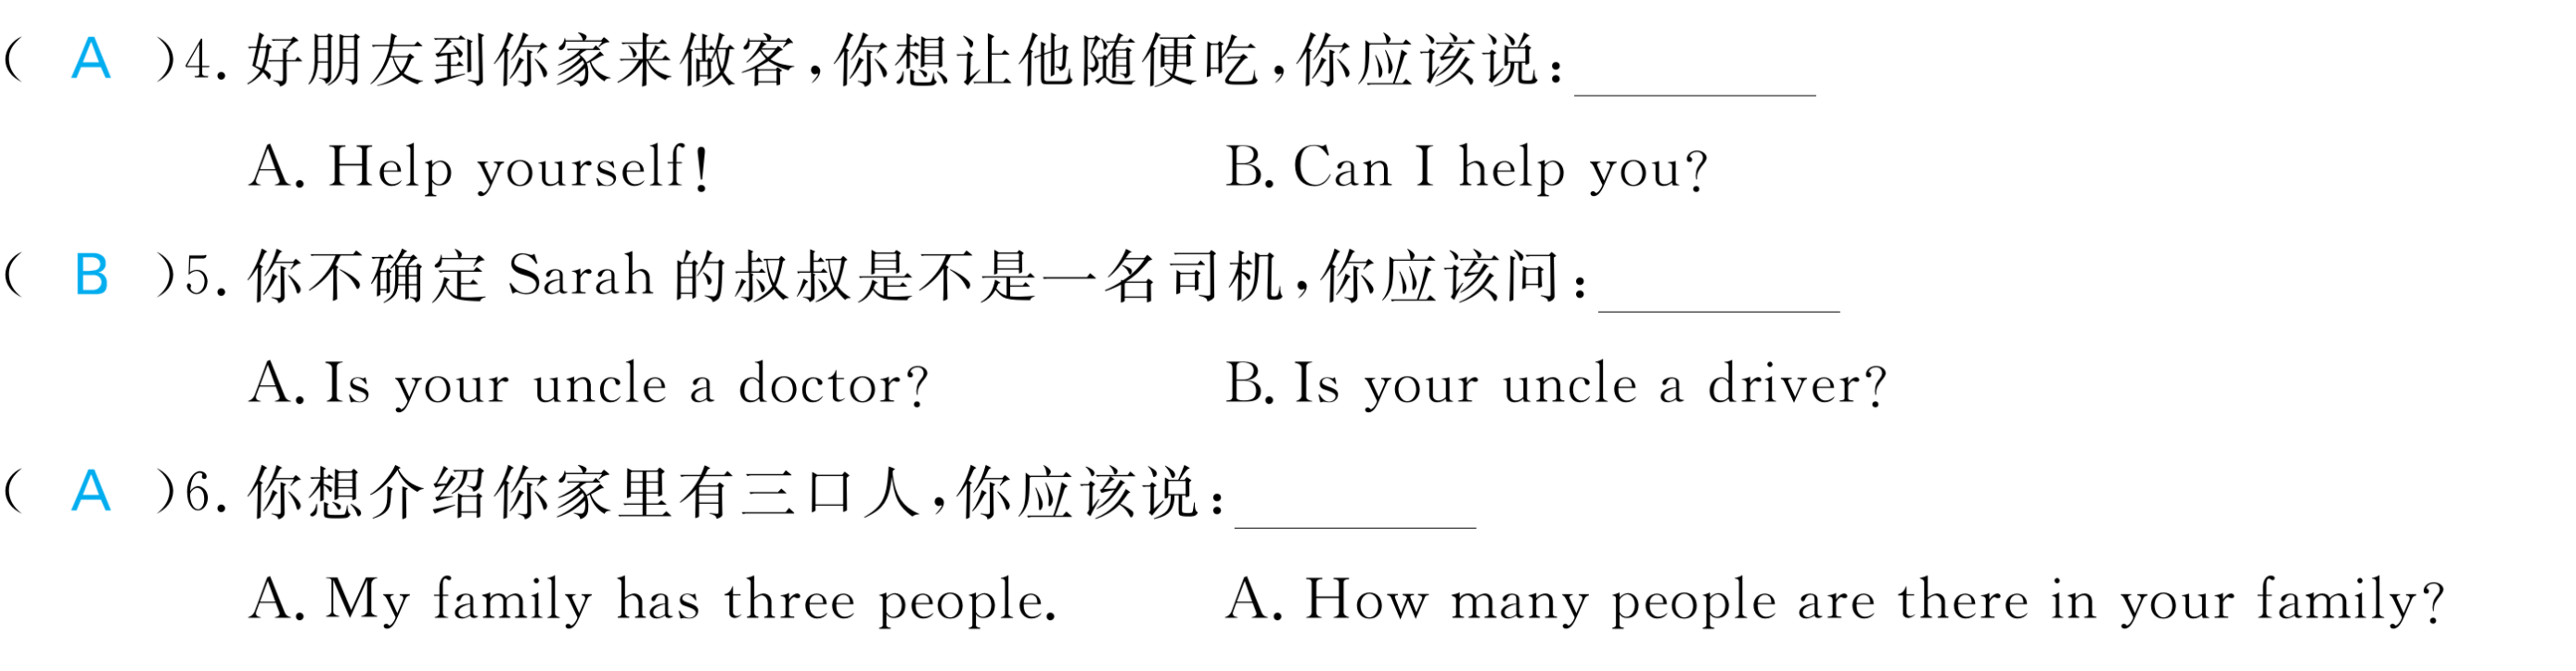 ( A )4. 好朋友到你家来做客,你想让他随便吃,你应该说:________
A. Help yourself! B. Can I help you?
( B )5. 你不确定 Sarah 的叔叔是不是一名司机,你应该问:________
A. Is your uncle a doctor? B. Is your uncle a driver?
( A )6. 你想介绍你家里有三口人,你应该说:________
A. My family has three people. A. How many people are there in your family?